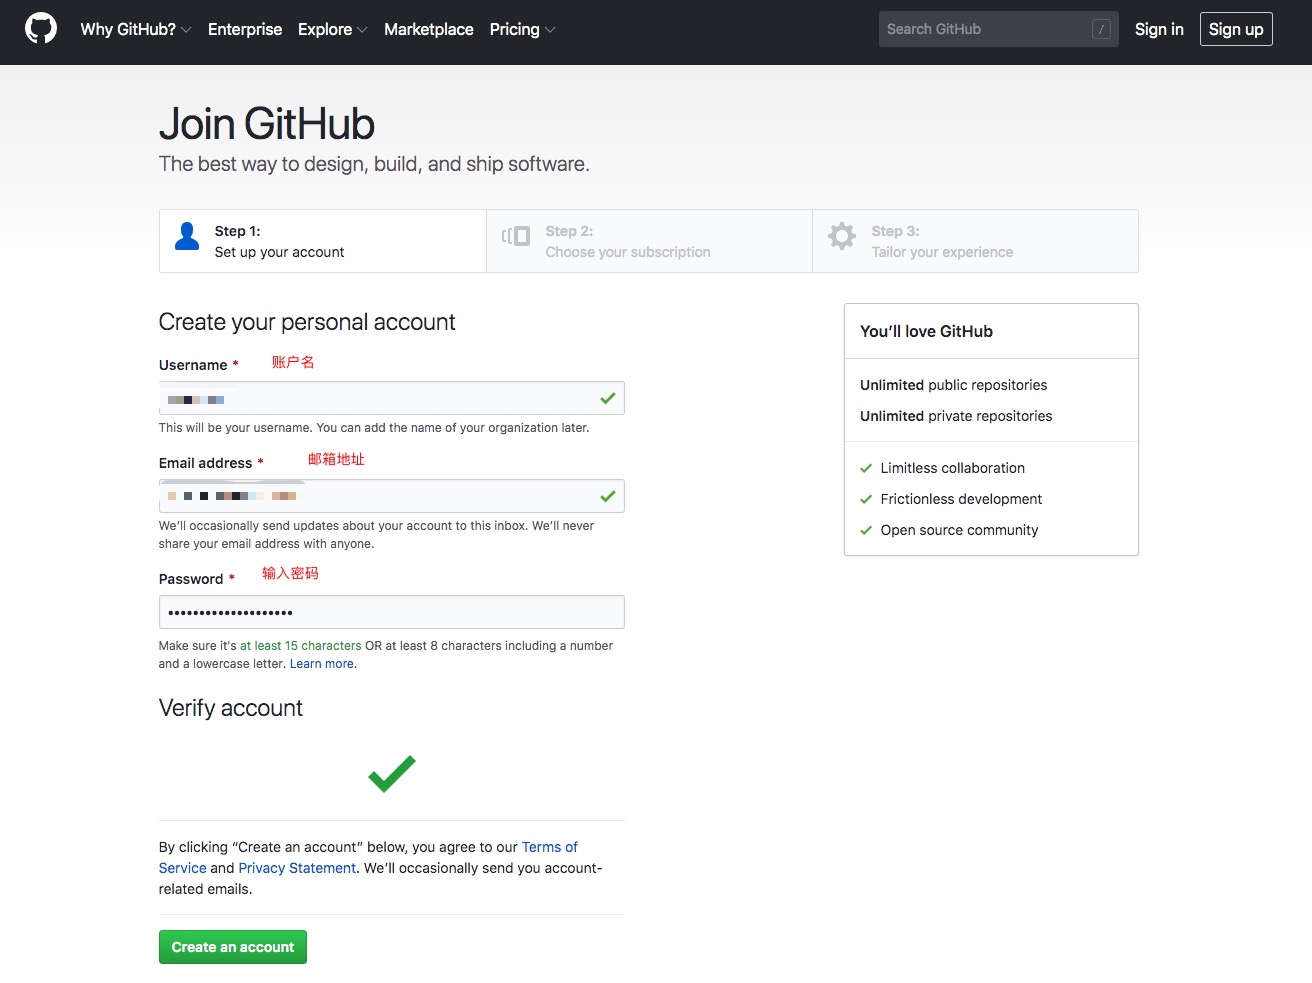 Why GitHub? Enterprise Explore Marketplace Pricing Search GitHub / Sign in Sign up
Join GitHub
The best way to design, build, and ship software.
Step 1:
Set up your account
Step 2:
Choose your subscription
Step 3:
Tailor your experience
Create your personal account
Username * 账户名
This will be your username. You can add the name of your organization later.
Email address * 邮箱地址
We’ll occasionally send updates about your account to this inbox. We’ll never
share your email address with anyone.
Password * 输入密码
Make sure it's at least 15 characters OR at least 8 characters including a number
and a lowercase letter. Learn more.
Verify account
By clicking “Create an account” below, you agree to our Terms of
Service and Privacy Statement. We’ll occasionally send you account-
related emails.
Create an account
You’ll love GitHub
Unlimited public repositories
Unlimited private repositories
Limitless collaboration
Frictionless development
Open source community